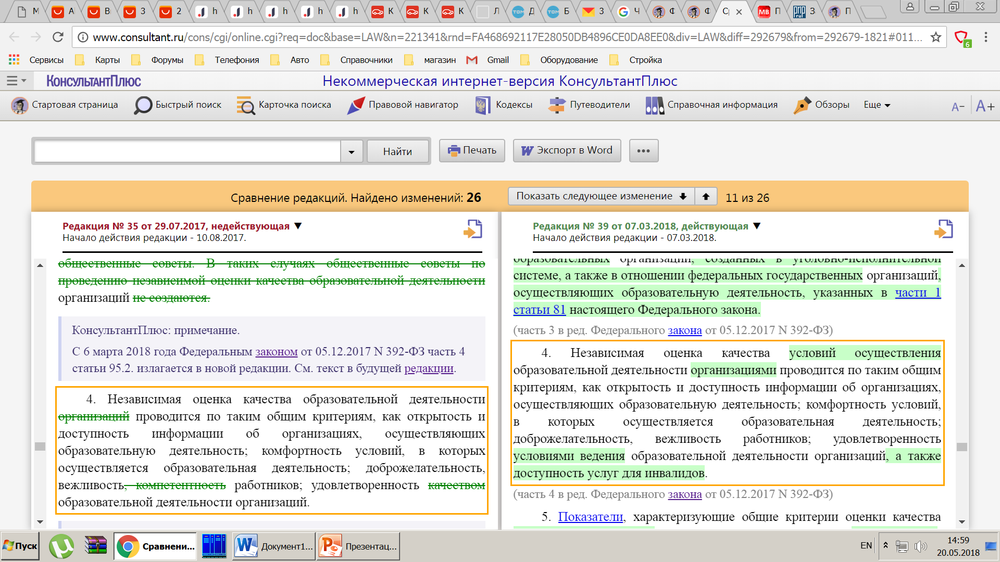 М
А
В
З
2
h
h
h
h
h
К
К
К
Л
Д
Б
З
Ч
Ф
Ф
С
П
З
П
www.consultant.ru/cons/cgi/online.cgi?req=doc&base=LAW&n=221341&rnd=FA468692117E28050DB4896CE0DA8EE0&div=LAW&diff=292679&from=292679-1821#011...
6
Сервисы Карты Форумы Телефония Авто Справочники магазин Gmail Оборудование Стройка
КонсультантПлюс
Некоммерческая интернет-версия КонсультантПлюс
Стартовая страница Быстрый поиск Карточка поиска Правовой навигатор Кодексы Путеводители Справочная информация Обзоры Еще A− A+
Найти Печать Экспорт в Word •••
Сравнение редакций. Найдено изменений: 26
Показать следующее изменение 11 из 26
Редакция № 35 от 29.07.2017, недействующая
Начало действия редакции - 10.08.2017.
общественные советы. В таких случаях общественные советы по
проведению независимой оценки качества образовательной деятельности
организаций не создаются.
КонсультантПлюс: примечание.
С 6 марта 2018 года Федеральным законом от 05.12.2017 N 392-ФЗ часть 4
статьи 95.2. излагается в новой редакции. См. текст в будущей редакции.
4. Независимая оценка качества образовательной деятельности
организаций проводится по таким общим критериям, как открытость и
доступность информации об организациях, осуществляющих
образовательную деятельность; комфортность условий, в которых
осуществляется образовательная деятельность; доброжелательность,
вежливость, компетентность работников; удовлетворенность качеством
образовательной деятельности организаций.
Редакция № 39 от 07.03.2018, действующая
Начало действия редакции - 07.03.2018.
образовательных организаций, созданных в уголовно-исполнительной
системе, а также в отношении федеральных государственных организаций,
осуществляющих образовательную деятельность, указанных в части 1
статьи 81 настоящего Федерального закона.
(часть 3 в ред. Федерального закона от 05.12.2017 N 392-ФЗ)
4. Независимая оценка качества условий осуществления
образовательной деятельности организациями проводится по таким общим
критериям, как открытость и доступность информации об организациях,
осуществляющих образовательную деятельность; комфортность условий,
в которых осуществляется образовательная деятельность;
доброжелательность, вежливость работников; удовлетворенность
условиями ведения образовательной деятельности организаций, а также
доступность услуг для инвалидов.
(часть 4 в ред. Федерального закона от 05.12.2017 N 392-ФЗ)
5. Показатели, характеризующие общие критерии оценки качества
Пуск Сравнени... Документ1... Презентац... EN 14:59
20.05.2018